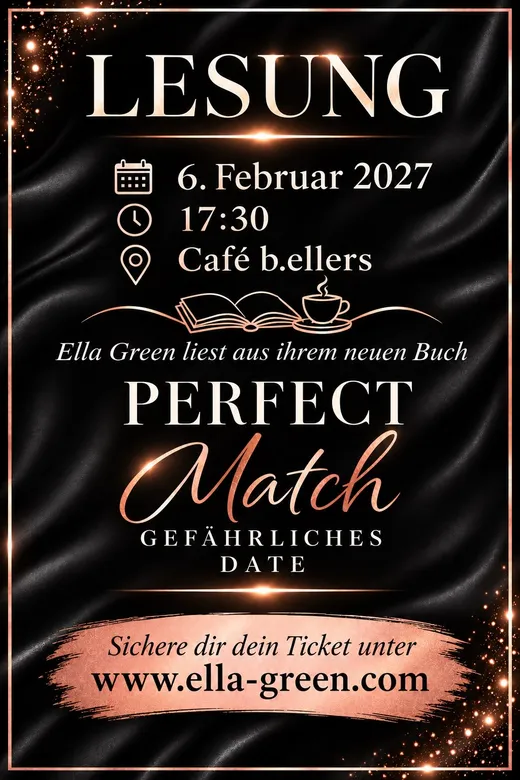 LESUNG
6. Februar 2027
17:30
Café b.ellers
Ella Green liest aus ihrem neuen Buch
PERFECT
Match
GEFÄHRLICHES
DATE
Sichere dir dein Ticket unter
www.ella-green.com